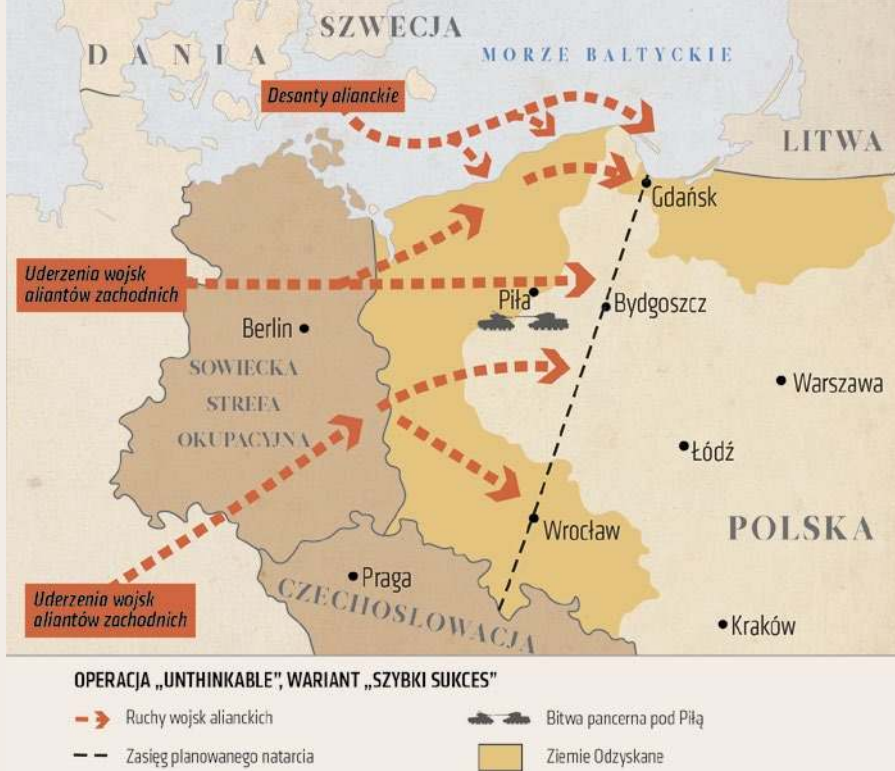 SZWECJA
DANIA
MORZE BAŁTYCKIE
Desanty alianckie
LITWA
Gdańsk
Uderzenia wojsk
aliantów zachodnich
Piła
Bydgoszcz
Berlin
SOWIECKA
STREFA
OKUPACYJNA
Warszawa
Łódź
Wrocław
POLSKA
Praga
CZECHOSŁOWACJA
Uderzenia wojsk
aliantów zachodnich
Kraków
OPERACJA „UNTHINKABLE”, WARIANT „SZYBKI SUKCES”
Ruchy wojsk alianckich
Bitwa pancerna pod Piłą
Zasięg planowanego natarcia
Ziemie Odzyskane